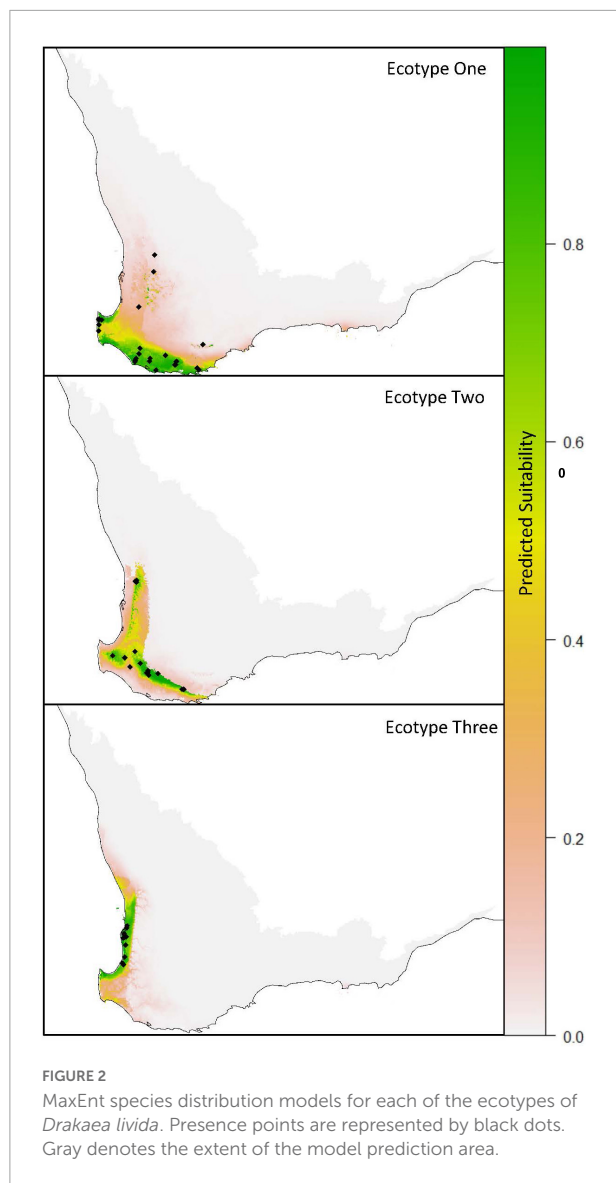 Ecotype One
Ecotype Two
Ecotype Three
Predicted Suitability
0.8
0.6
0
0.4
0.2
0.0
FIGURE 2
MaxEnt species distribution models for each of the ecotypes of
Drakaea livida. Presence points are represented by black dots.
Gray denotes the extent of the model prediction area.